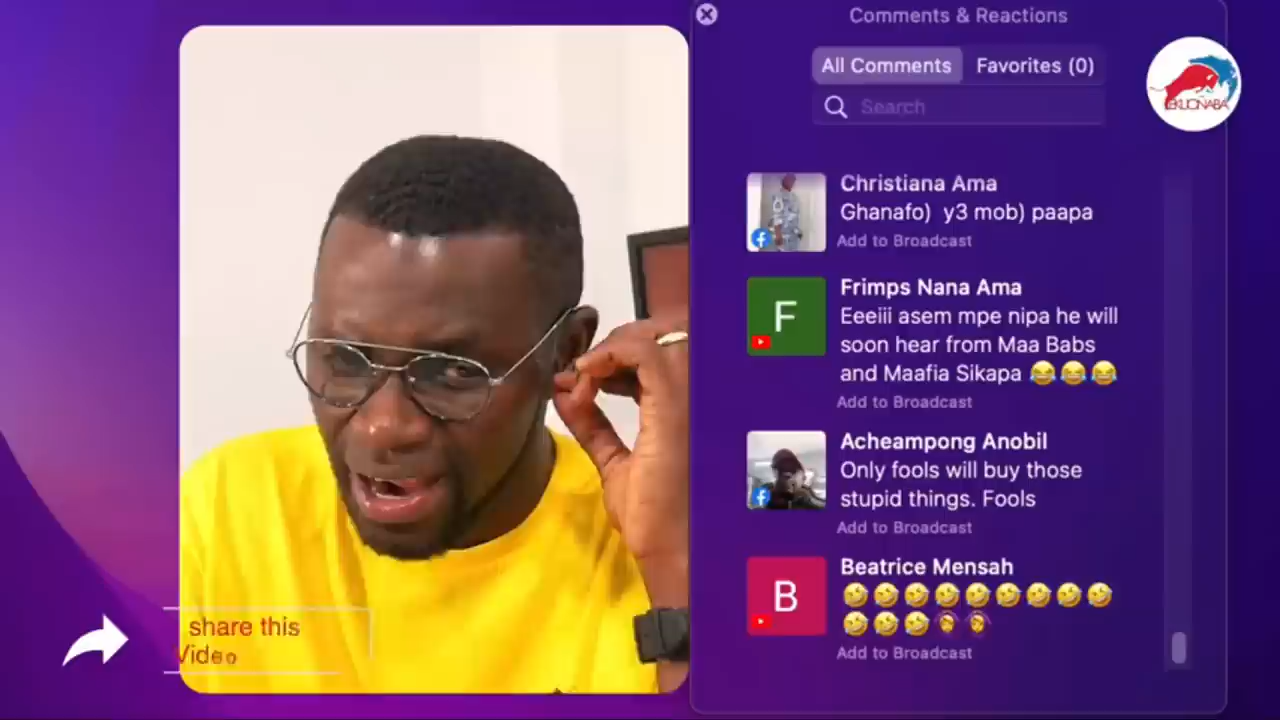 Comments & Reactions
All Comments
Favorites (0)
Search
Christiana Ama
Ghanafo) y3 mob) paapa
Add to Broadcast
F
Frimps Nana Ama
Eeeiii asem mpe nipa he will
soon hear from Maa Babs
and Maafia Sikapa 😂😂😂
Add to Broadcast
Acheampong Anobil
Only fools will buy those
stupid things. Fools
Add to Broadcast
B
Beatrice Mensah
🤣🤣🤣🤣🤣🤣🤣🤣🤣
🤣🤣🤣
Add to Broadcast
share this
Video